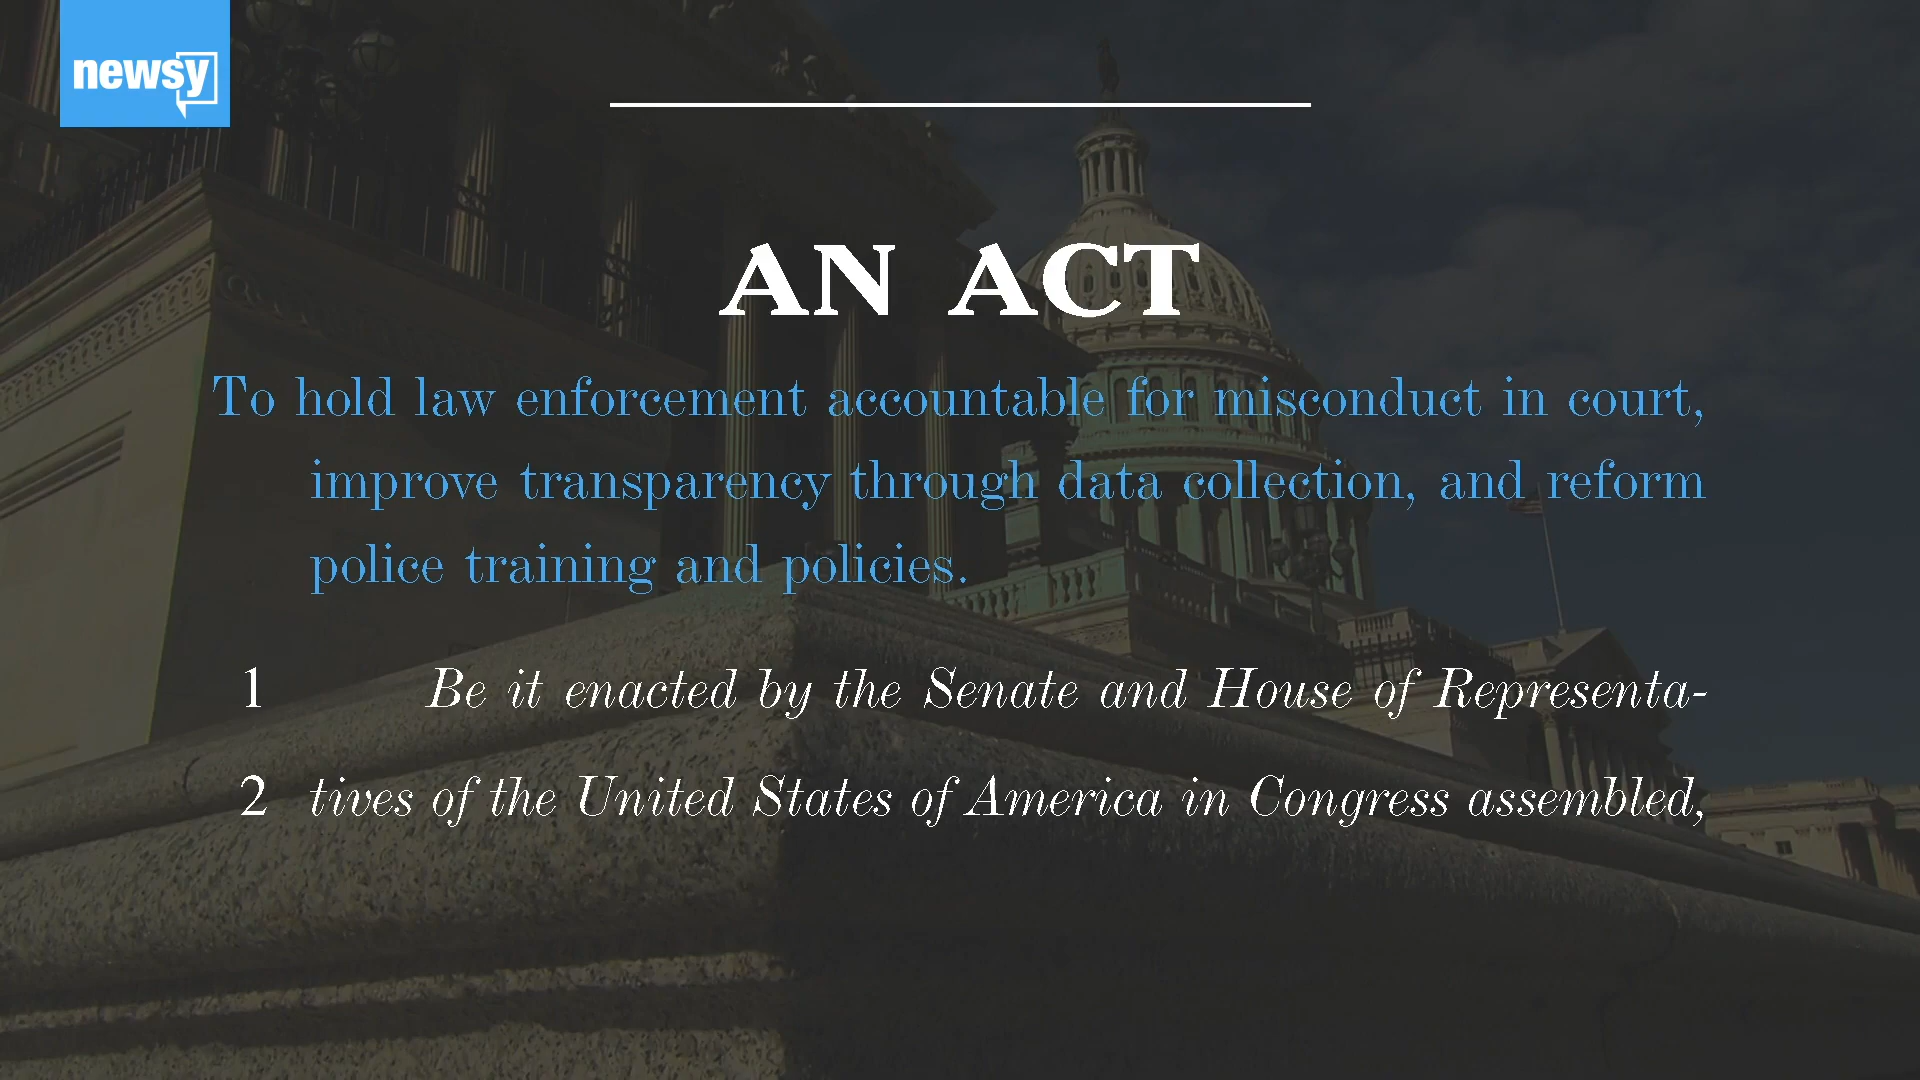 newsy
AN ACT
To hold law enforcement accountable for misconduct in court,
improve transparency through data collection, and reform
police training and policies.
1 Be it enacted by the Senate and House of Representa-
2 tives of the United States of America in Congress assembled,